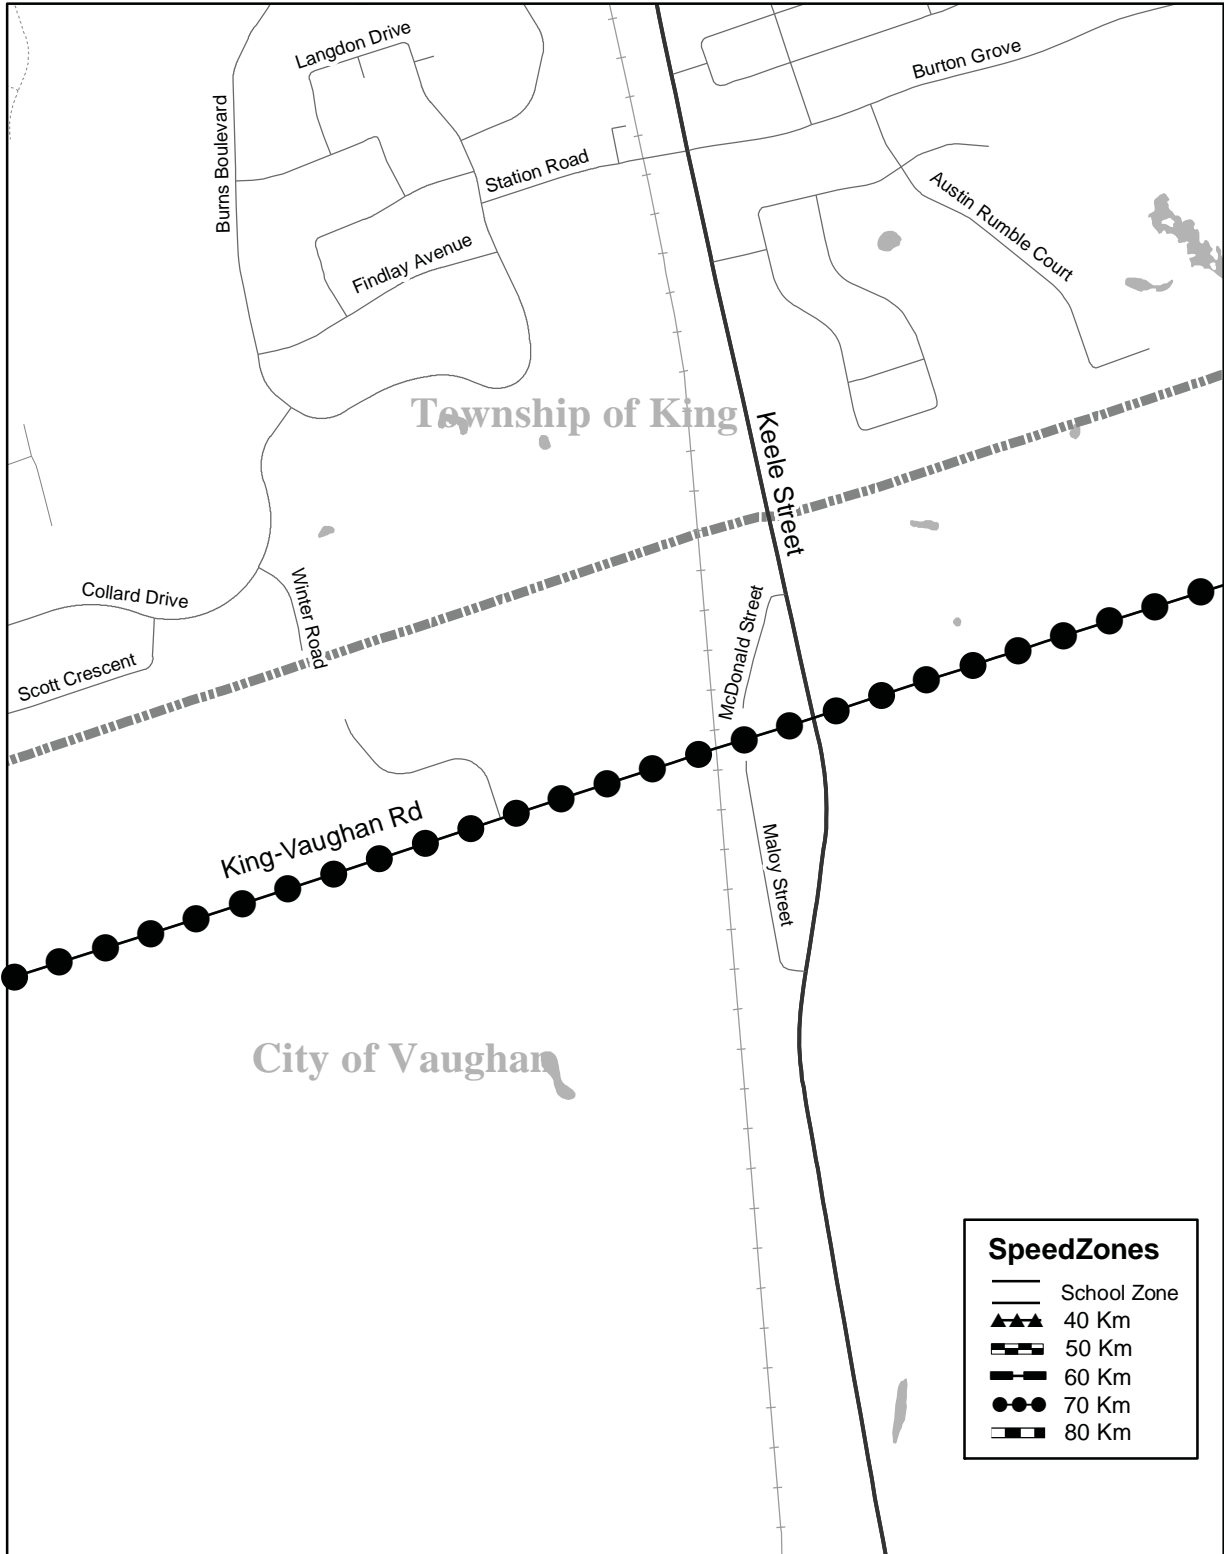 Langdon Drive
Burton Grove
Burns Boulevard
Station Road
Austin Rumble Court
Findlay Avenue
Township of King
Keele Street
Winter Road
Collard Drive
McDonald Street
Scott Crescent
King-Vaughan Rd
Maloy Street
City of Vaughan
SpeedZones
School Zone
40 Km
50 Km
60 Km
70 Km
80 Km